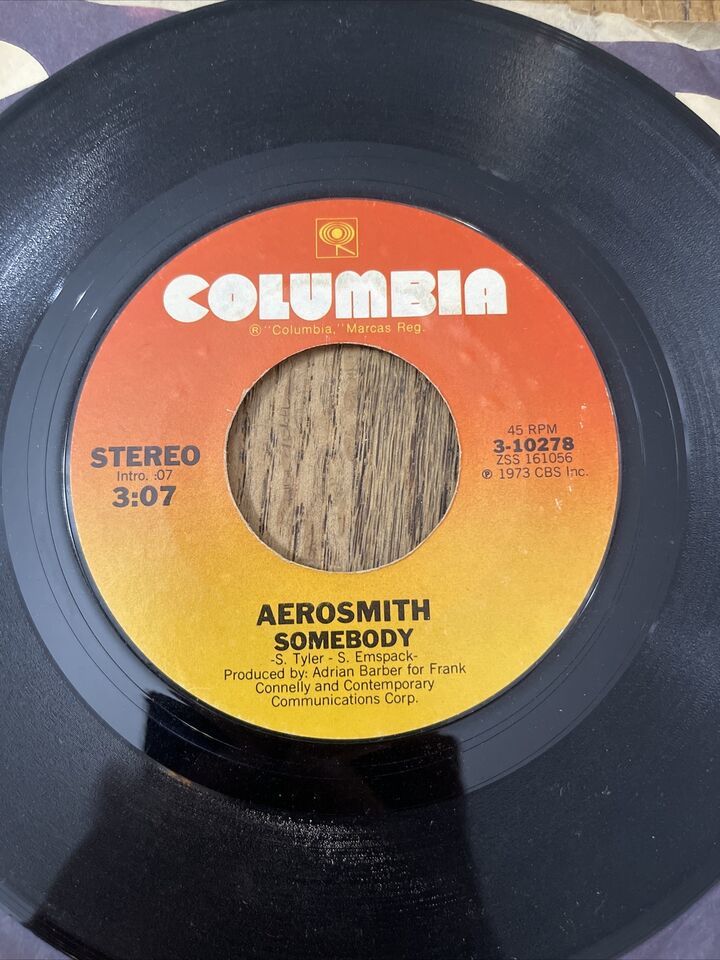 COLUMBIA
®"Columbia," Marcas Reg.
STEREO
Intro. :07
3:07
45 RPM
3-10278
ZSS 161056
℗ 1973 CBS Inc.
AEROSMITH
SOMEBODY
-S. Tyler - S. Emspack-
Produced by: Adrian Barber for Frank
Connelly and Contemporary
Communications Corp.